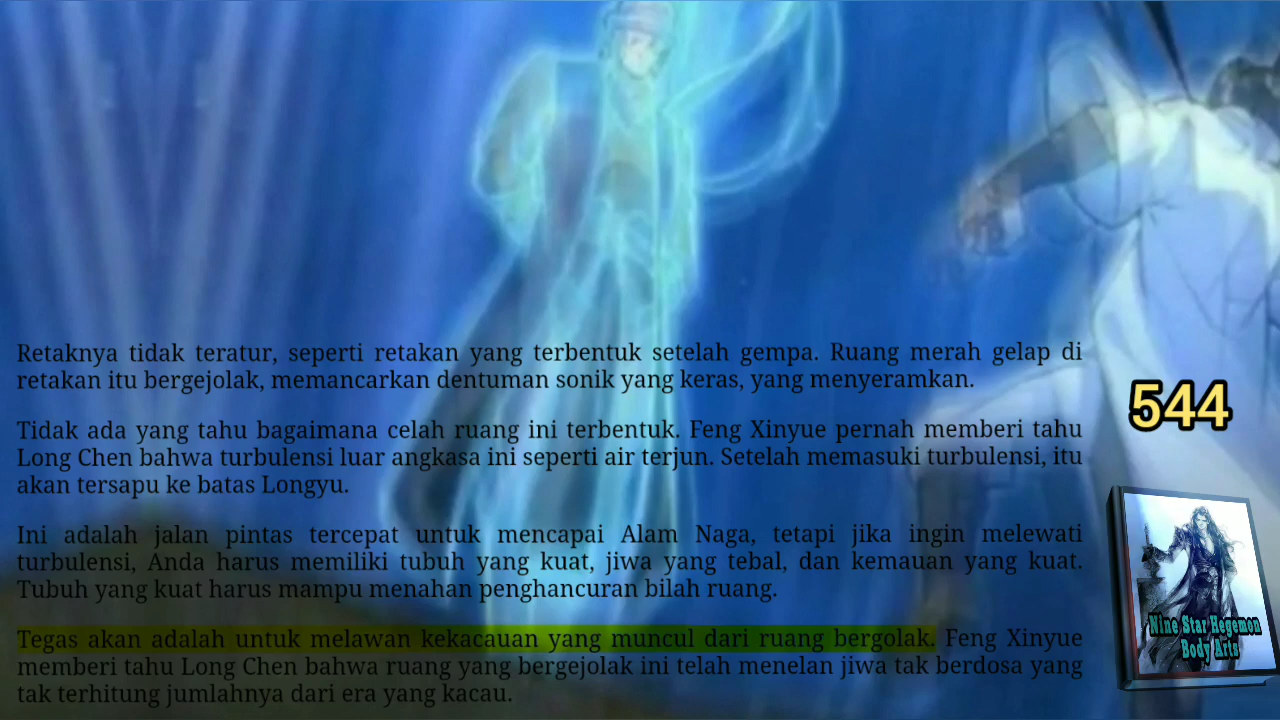 Retaknya tidak teratur, seperti retakan yang terbentuk setelah gempa. Ruang merah gelap di
retakan itu bergejolak, memancarkan dentuman sonik yang keras, yang menyeramkan.
Tidak ada yang tahu bagaimana celah ruang ini terbentuk. Feng Xinyue pernah memberi tahu
Long Chen bahwa turbulensi luar angkasa ini seperti air terjun. Setelah memasuki turbulensi, itu
akan tersapu ke batas Longyu.
Ini adalah jalan pintas tercepat untuk mencapai Alam Naga, tetapi jika ingin melewati
turbulensi, Anda harus memiliki tubuh yang kuat, jiwa yang tebal, dan kemauan yang kuat.
Tubuh yang kuat harus mampu menahan penghancuran bilah ruang.
Tegas akan adalah untuk melawan kekacauan yang muncul dari ruang bergolak. Feng Xinyue
memberi tahu Long Chen bahwa ruang yang bergejolak ini telah menelan jiwa tak berdosa yang
tak terhitung jumlahnya dari era yang kacau.
544
Nine Star Hegemon
Body Arts